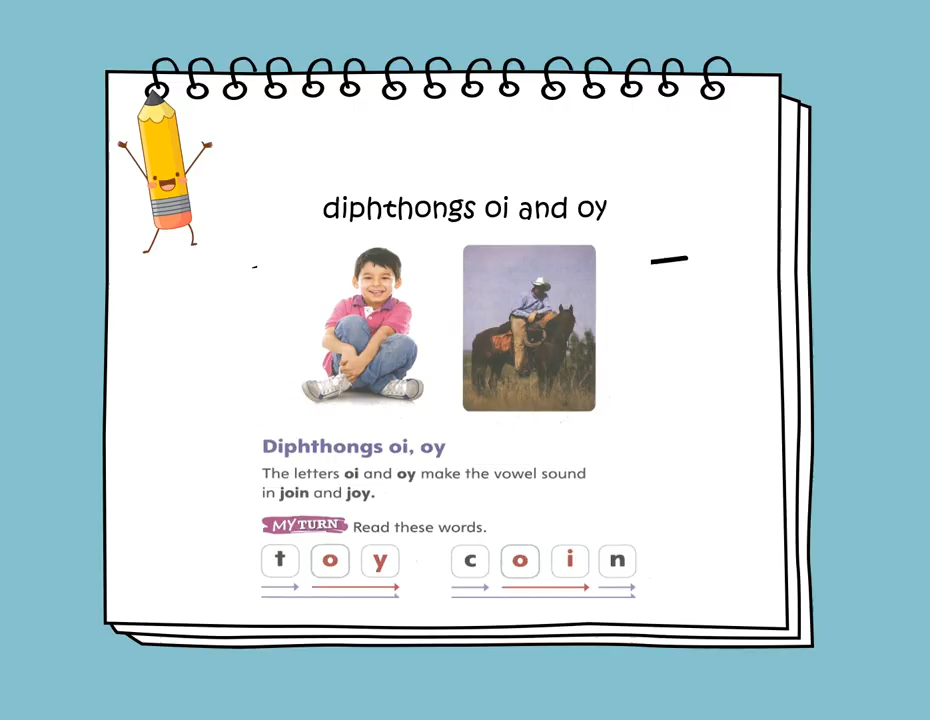 diphthongs oi and oy
Diphthongs oi, oy
The letters oi and oy make the vowel sound
in join and joy.
MY TURN Read these words.
t o y c o i n